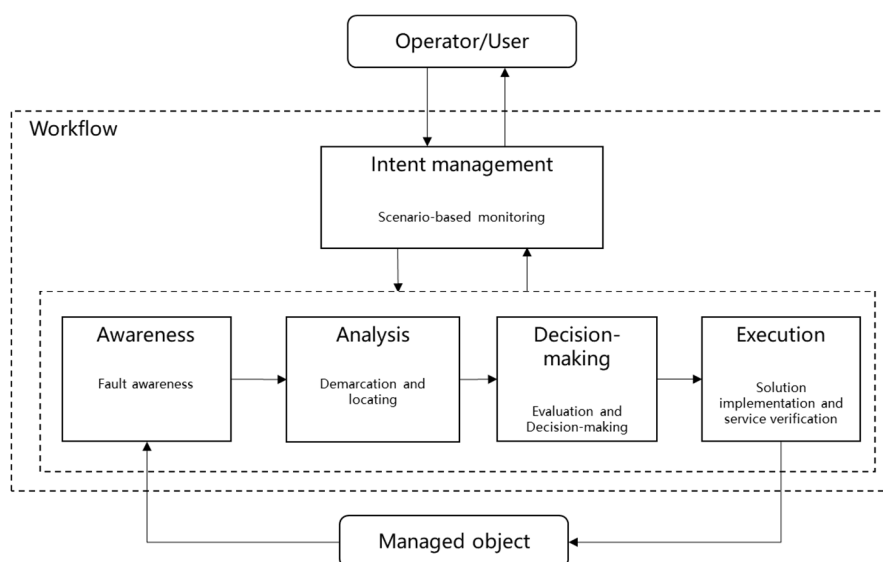 Operator/User
Workflow
Intent management
Scenario-based monitoring
Awareness
Fault awareness
Analysis
Demarcation and
locating
Decision-
making
Evaluation and
Decision-making
Execution
Solution
implementation and
service verification
Managed object